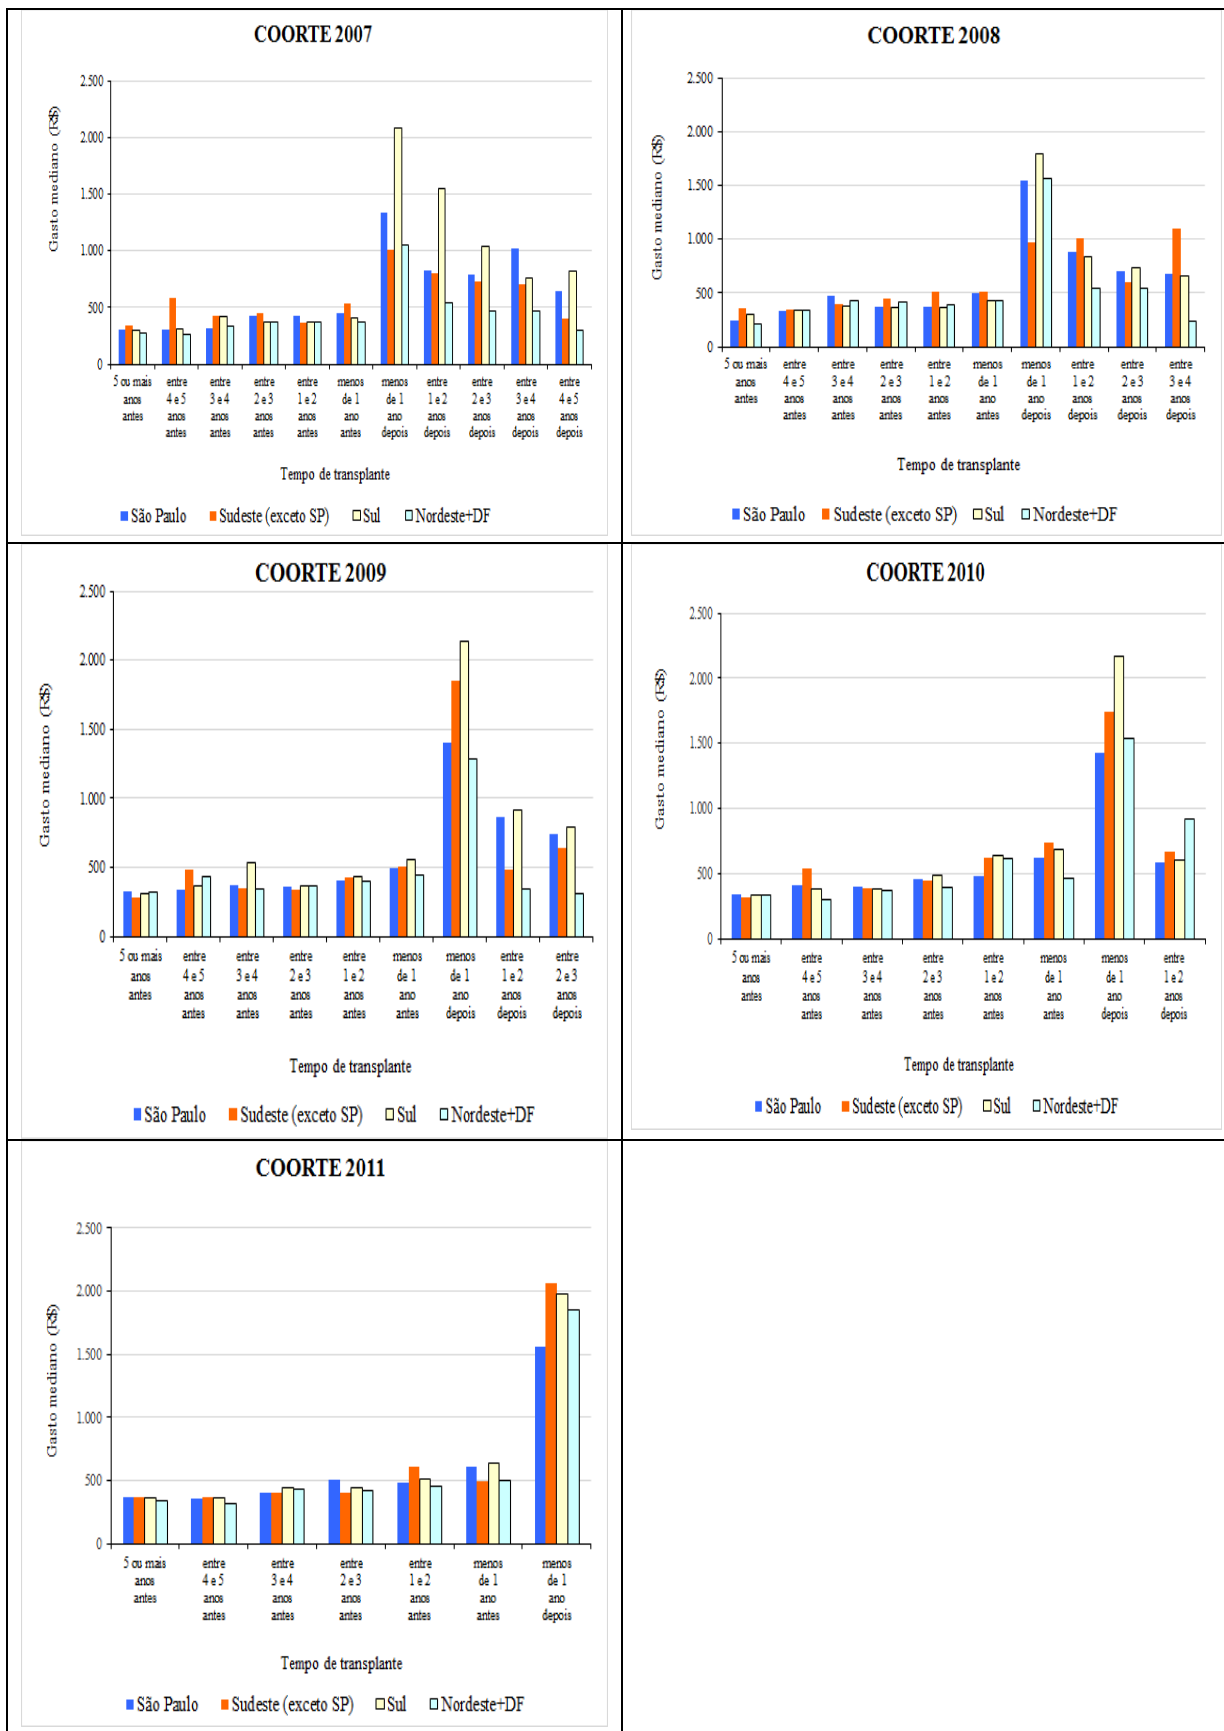 COORTE 2007
Gasto mediano (R$)
2.500
2.000
1.500
1.000
500
0
5 ou mais anos antes
entre 4 e 5 anos antes
entre 3 e 4 anos antes
entre 2 e 3 anos antes
entre 1 e 2 anos antes
menos de 1 ano antes
menos de 1 ano depois
entre 1 e 2 anos depois
entre 2 e 3 anos depois
entre 3 e 4 anos depois
entre 4 e 5 anos depois
Tempo de transplante
São Paulo Sudeste (exceto SP) Sul Nordeste+DF
COORTE 2008
Gasto mediano (R$)
2.500
2.000
1.500
1.000
500
0
5 ou mais anos antes
entre 4 e 5 anos antes
entre 3 e 4 anos antes
entre 2 e 3 anos antes
entre 1 e 2 anos antes
menos de 1 ano antes
menos de 1 ano depois
entre 1 e 2 anos depois
entre 2 e 3 anos depois
entre 3 e 4 anos depois
Tempo de transplante
São Paulo Sudeste (exceto SP) Sul Nordeste+DF
COORTE 2009
Gasto mediano (R$)
2.500
2.000
1.500
1.000
500
0
5 ou mais anos antes
entre 4 e 5 anos antes
entre 3 e 4 anos antes
entre 2 e 3 anos antes
entre 1 e 2 anos antes
menos de 1 ano antes
menos de 1 ano depois
entre 1 e 2 anos depois
entre 2 e 3 anos depois
Tempo de transplante
São Paulo Sudeste (exceto SP) Sul Nordeste+DF
COORTE 2010
Gasto mediano (R$)
2.500
2.000
1.500
1.000
500
0
5 ou mais anos antes
entre 4 e 5 anos antes
entre 3 e 4 anos antes
entre 2 e 3 anos antes
entre 1 e 2 anos antes
menos de 1 ano antes
menos de 1 ano depois
entre 1 e 2 anos depois
Tempo de transplante
São Paulo Sudeste (exceto SP) Sul Nordeste+DF
COORTE 2011
Gasto mediano (R$)
2.500
2.000
1.500
1.000
500
0
5 ou mais anos antes
entre 4 e 5 anos antes
entre 3 e 4 anos antes
entre 2 e 3 anos antes
entre 1 e 2 anos antes
menos de 1 ano antes
menos de 1 ano depois
Tempo de transplante
São Paulo Sudeste (exceto SP) Sul Nordeste+DF